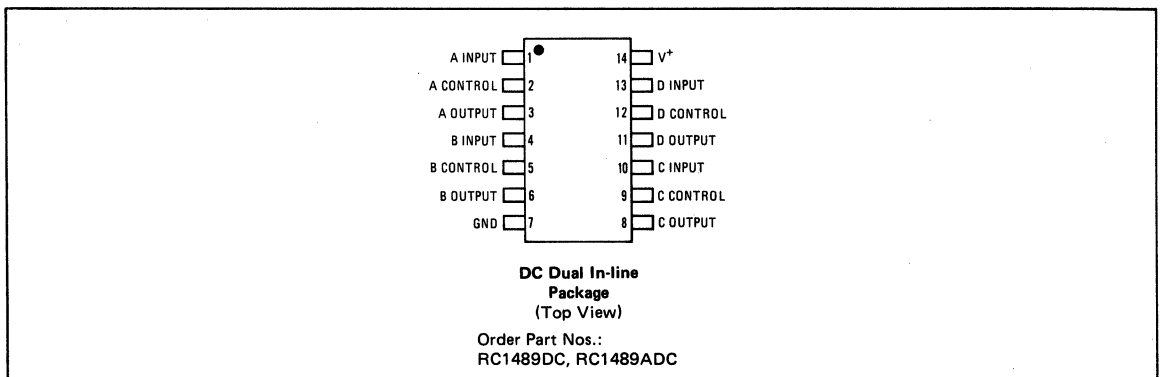 A INPUT 1 14 V+
A CONTROL 2 13 D INPUT
A OUTPUT 3 12 D CONTROL
B INPUT 4 11 D OUTPUT
B CONTROL 5 10 C INPUT
B OUTPUT 6 9 C CONTROL
GND 7 8 C OUTPUT
DC Dual In-line
Package
(Top View)
Order Part Nos.:
RC1489DC, RC1489ADC